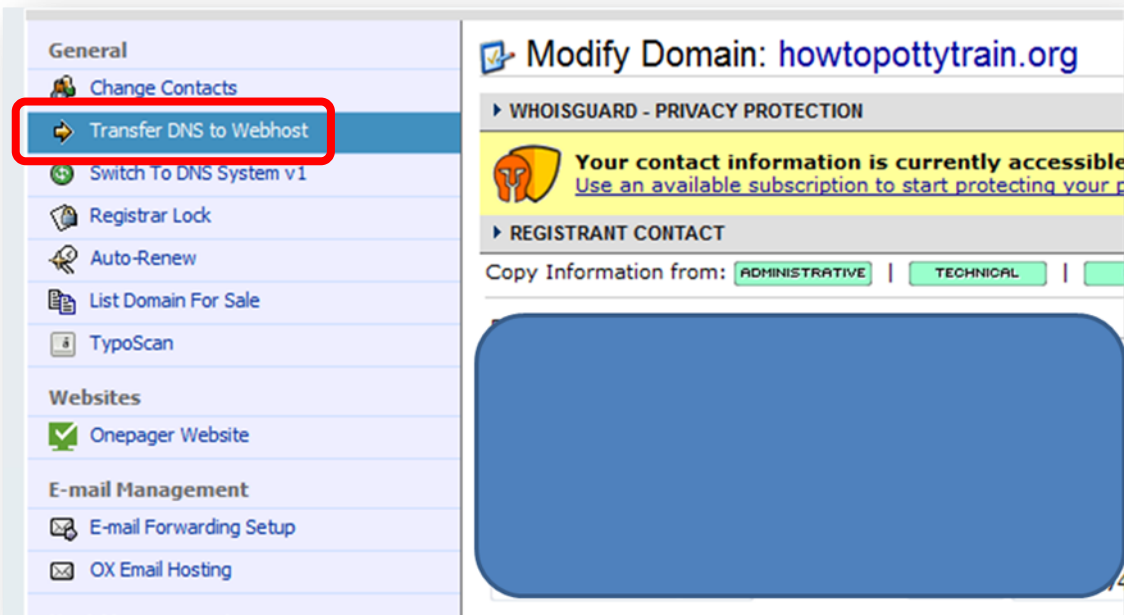 General
Change Contacts
Transfer DNS to Webhost
Switch To DNS System v1
Registrar Lock
Auto-Renew
List Domain For Sale
TypoScan
Websites
Onepager Website
E-mail Management
E-mail Forwarding Setup
OX Email Hosting
Modify Domain: howtopottytrain.org
WHOISGUARD - PRIVACY PROTECTION
Your contact information is currently accessible
Use an available subscription to start protecting your p
REGISTRANT CONTACT
Copy Information from: ADMINISTRATIVE | TECHNICAL |